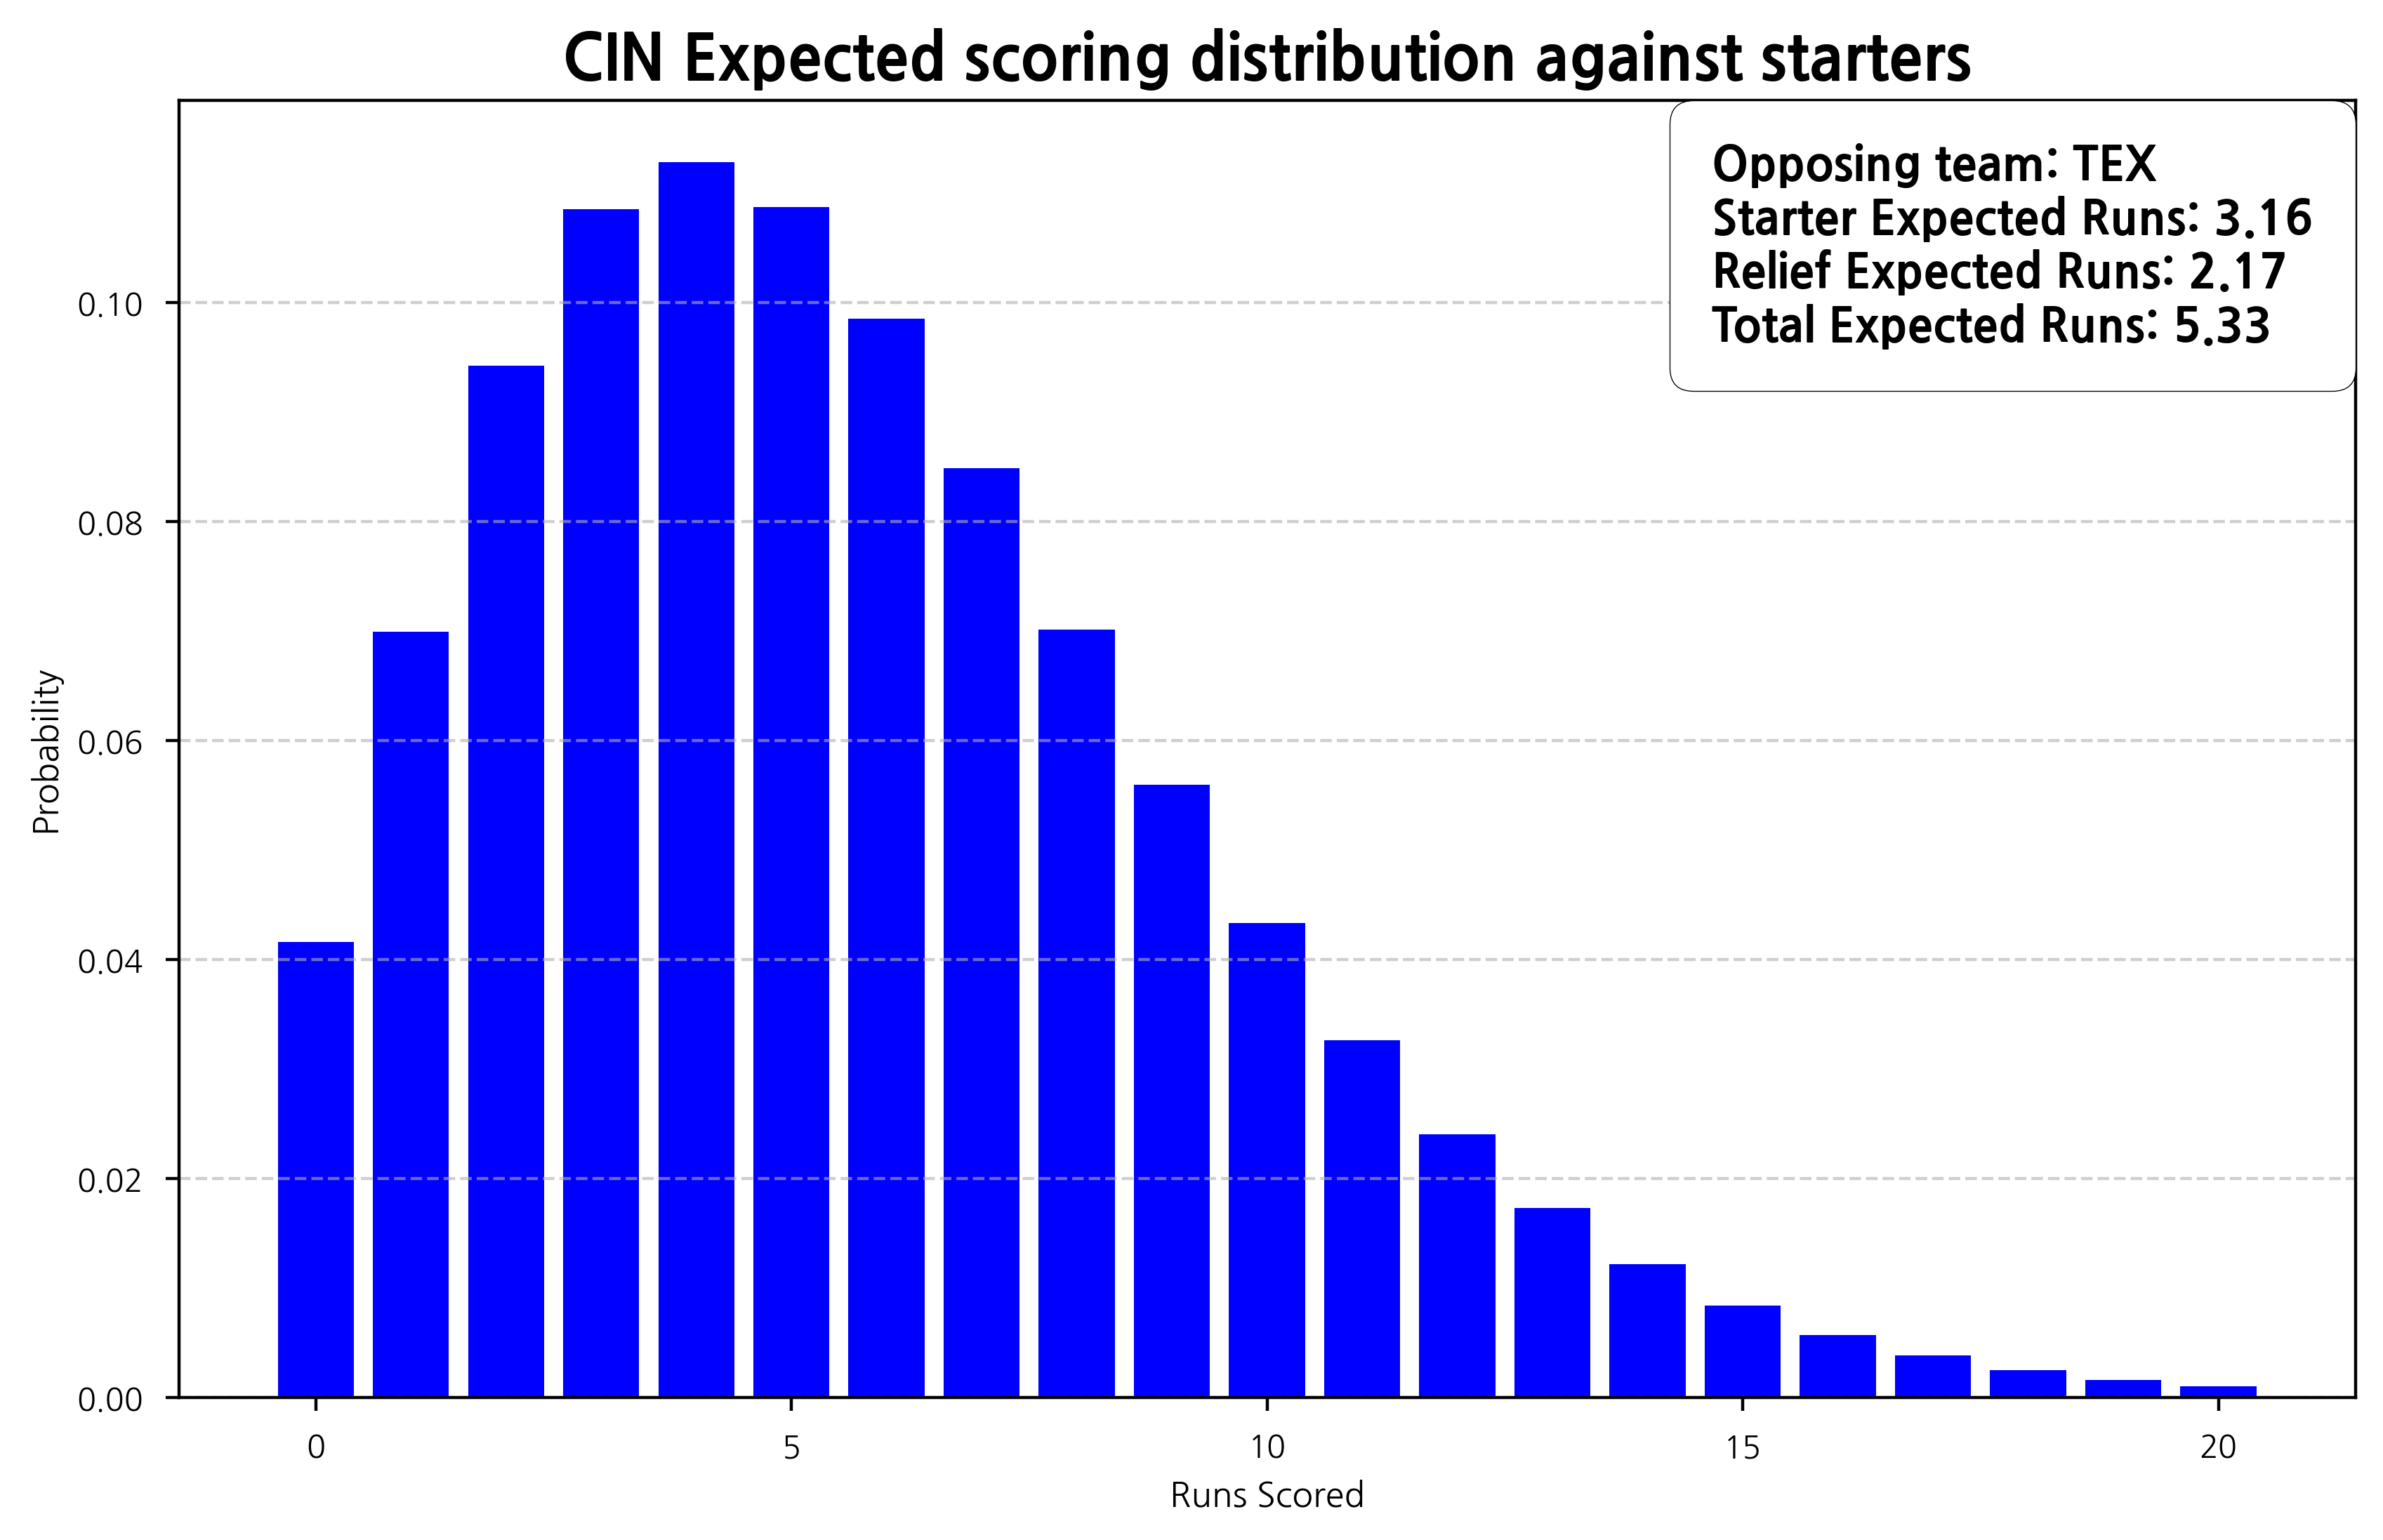 CIN Expected scoring distribution against starters
Opposing team: TEX
Starter Expected Runs: 3.16
Relief Expected Runs: 2.17
Total Expected Runs: 5.33
Probability
0.10
0.08
0.06
0.04
0.02
0.00
0 5 10 15 20
Runs Scored